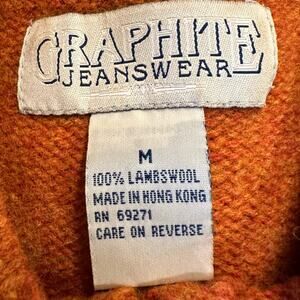 GRAPHITE
JEANSWEAR
M
100% LAMBSWOOL
MADE IN HONG KONG
RN 69271
CARE ON REVERSE